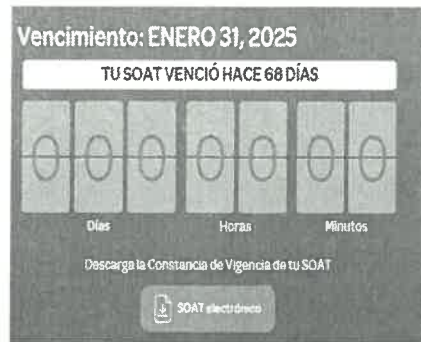 Vencimiento: ENERO 31, 2025
TU SOAT VENCIÓ HACE 68 DÍAS
0 0 0 0 0 0 0
Días Horas Minutos
Descarga la Constancia de Vigencia de tu SOAT
SOAT electrónico